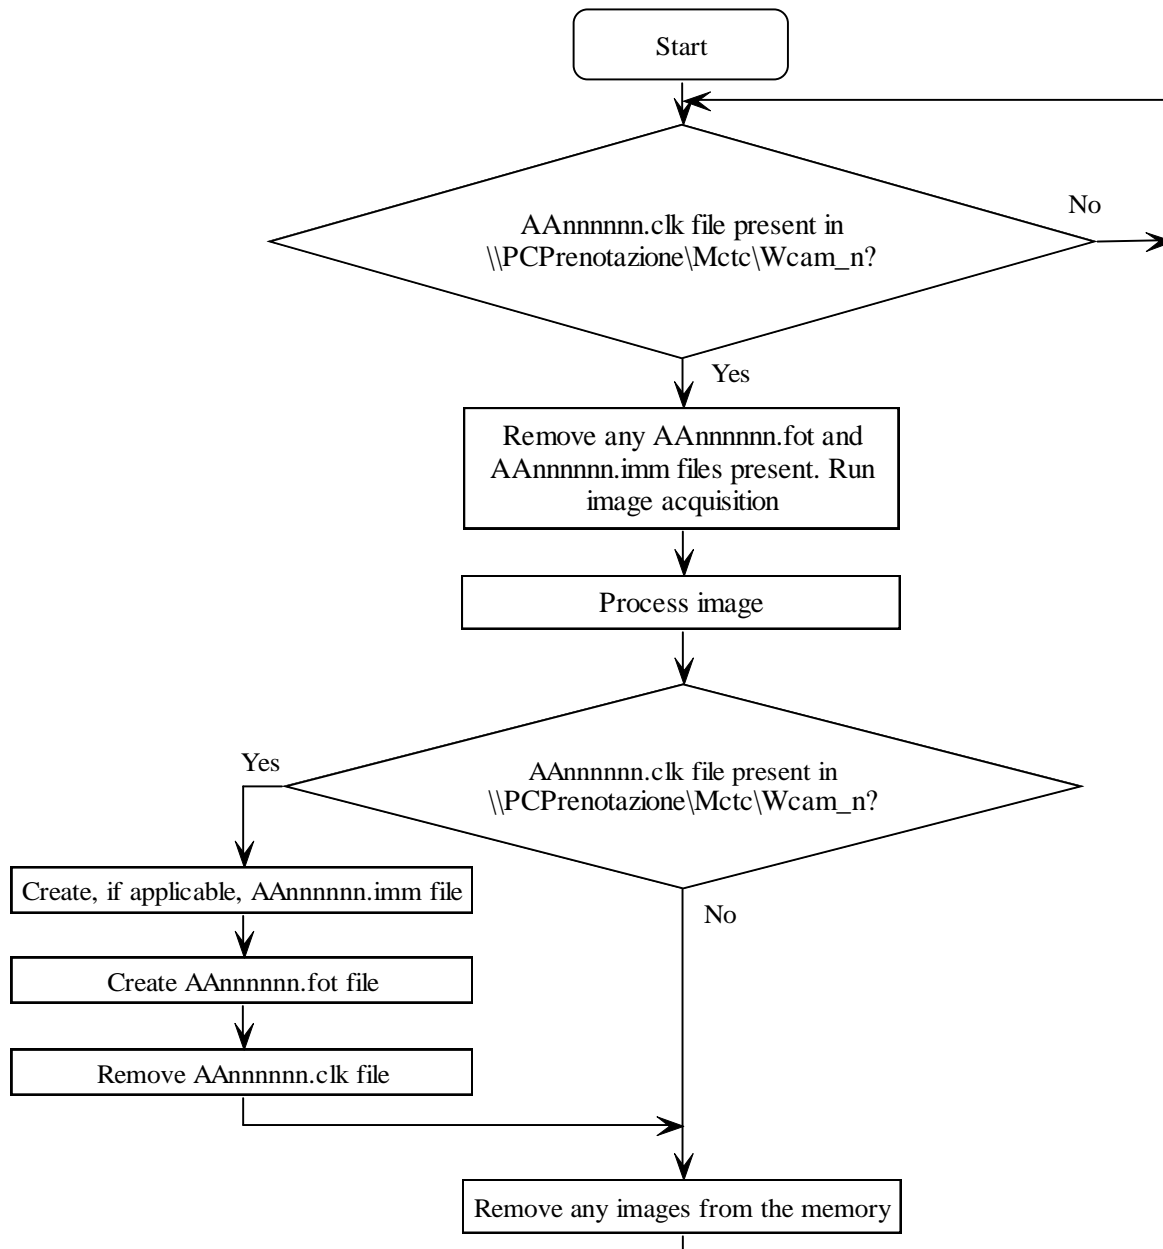 Start
AAnnnnnn.clk file present in
\\PCPrenotazione\Mctc\Wcam_n?
No
Yes
Remove any AAnnnnnn.fot and
AAnnnnnn.imm files present. Run
image acquisition
Process image
Yes
AAnnnnnn.clk file present in
\\PCPrenotazione\Mctc\Wcam_n?
Create, if applicable, AAnnnnnn.imm file
No
Create AAnnnnnn.fot file
Remove AAnnnnnn.clk file
Remove any images from the memory